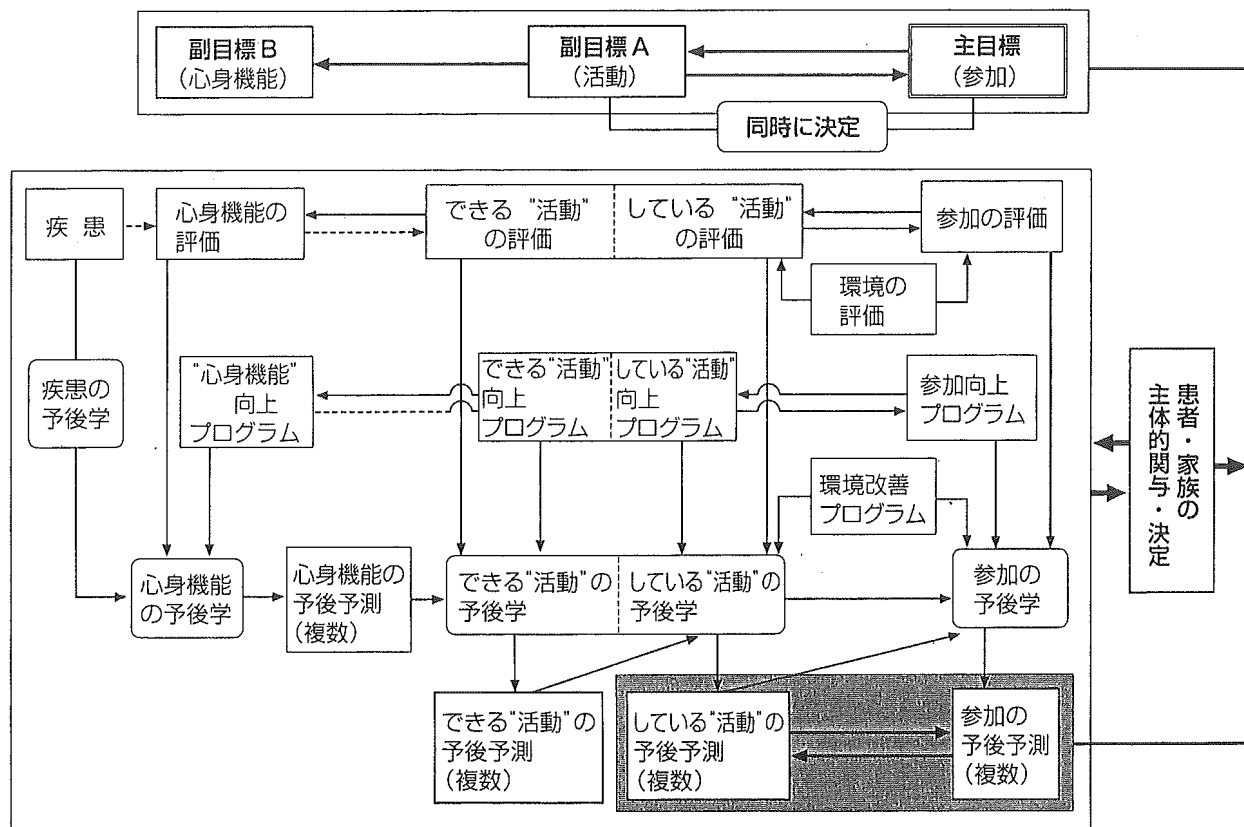 副目標B
(心身機能)
副目標A
(活動)
主目標
(参加)
同時に決定
疾 患
心身機能の
評価
できる “活動”
の評価
している “活動”
の評価
参加の評価
環境の
評価
疾患の
予後学
“心身機能”
向上
プログラム
できる“活動”
向上
プログラム
している“活動”
向上
プログラム
参加向上
プログラム
環境改善
プログラム
心身機能
の予後学
心身機能の
予後予測
(複数)
できる“活動”の
予後学
している“活動”の
予後学
参加の
予後学
できる“活動”の
予後予測
(複数)
している“活動”の
予後予測
(複数)
参加の
予後予測
(複数)
患者・家族の
主体的関与・決定